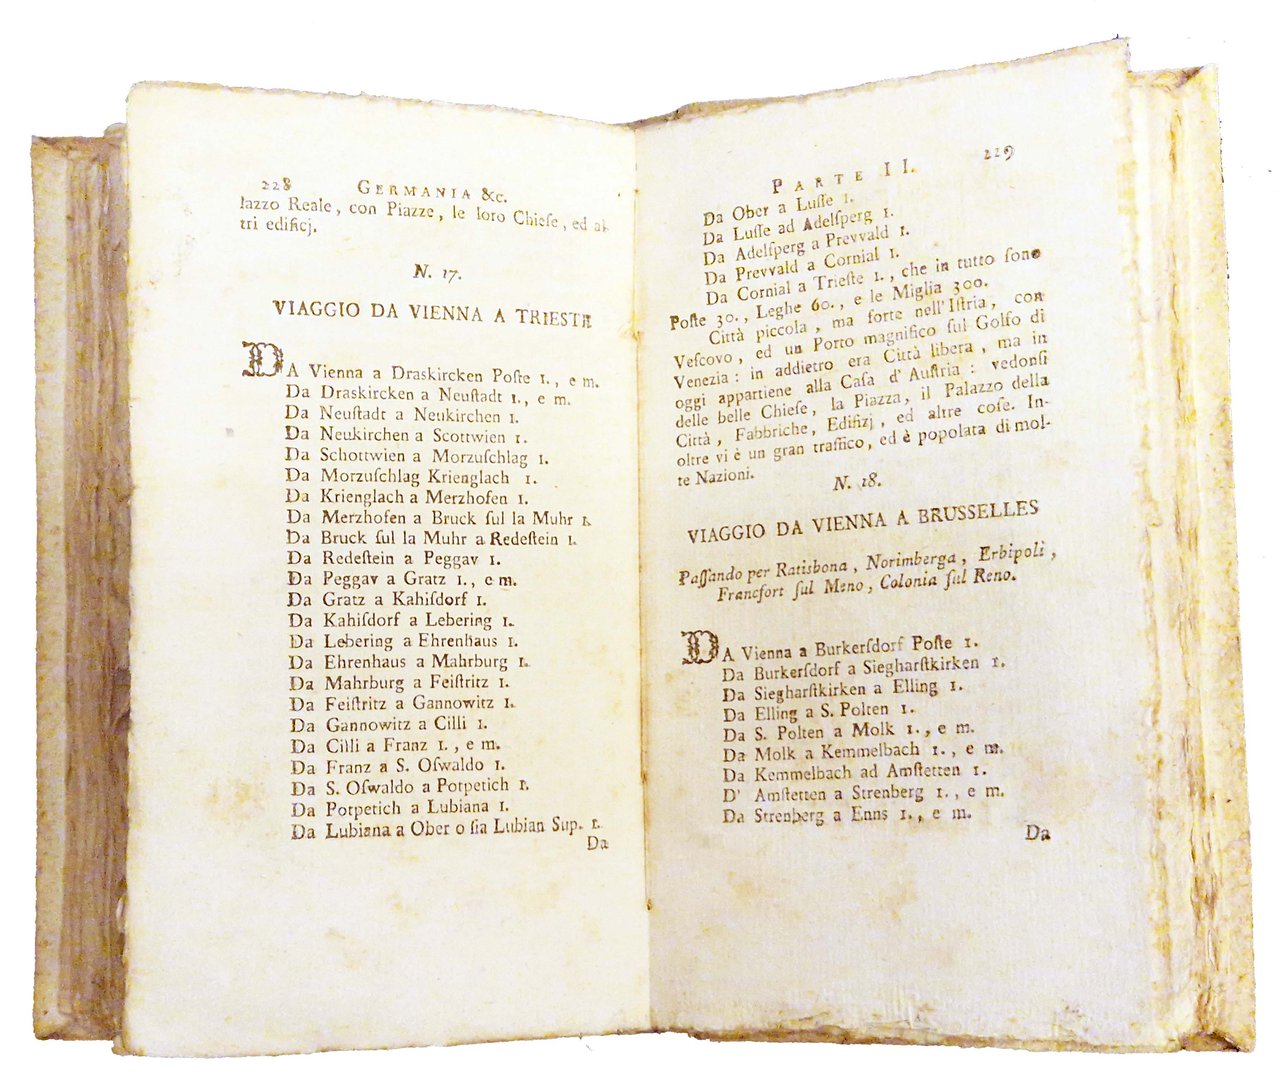 228 GERMANIA &c.
lazzo Reale, con Piazze, le loro Chieſe, ed al-
tri edificj.
N. 17.
VIAGGIO DA VIENNA A TRIESTE
DA Vienna a Draskircken Poſte 1., e m.
Da Draskircken a Neuſtadt 1., e m.
Da Neuſtadt a Neukirchen 1.
Da Neukirchen a Scottwien 1.
Da Schottwien a Morzuſchlag 1.
Da Morzuſchlag Krienglach 1.
Da Krienglach a Merzhofen 1.
Da Merzhofen a Bruck ſul la Muhr 1.
Da Bruck ſul la Muhr a Redeſtein 1.
Da Redeſtein a Peggav 1.
Da Peggav a Gratz 1., e m.
Da Gratz a Kahiſdorf 1.
Da Kahiſdorf a Lebering 1.
Da Lebering a Ehrenhaus 1.
Da Ehrenhaus a Mahrburg 1.
Da Mahrburg a Feiſtritz 1.
Da Feiſtritz a Gannowitz 1.
Da Gannowitz a Cilli 1.
Da Cilli a Franz 1., e m.
Da Franz a S. Oſwaldo 1.
Da S. Oſwaldo a Potpetich 1.
Da Potpetich a Lubiana 1.
Da Lubiana a Ober o ſia Lubian Sup. 1.
Da
PARTE II. 229
Da Ober a Luſſe 1.
Da Luſſe ad Adelſperg 1.
Da Adelſperg a Prevvald 1.
Da Prevvald a Cornial 1.
Da Cornial a Trieſte 1., che in tutto ſono
Poſte 30., Leghe 60., e le Miglia 300.
Città piccola, ma forte nell'Iſtria, con
Veſcovo, ed un Porto magnifico ſul Golfo di
Venezia: in addietro era Città libera, ma in
oggi appartiene alla Caſa d'Auſtria: vedonſi
delle belle Chieſe, la Piazza, il Palazzo della
Città, Fabbriche, Edifizj, ed altre coſe. In-
oltre vi è un gran traffico, ed è popolata di mol-
te Nazioni.
N. 18.
VIAGGIO DA VIENNA A BRUSSELLES
Paſſando per Ratisbona, Norimberga, Erbipoli,
Francfort ſul Meno, Colonia ſul Reno.
DA Vienna a Burkerſdorf Poſte 1.
Da Burkerſdorf a Siegharſtkirken 1.
Da Siegharſtkirken a Elling 1.
Da Elling a S. Polten 1.
Da S. Polten a Molk 1., e m.
Da Molk a Kemmelbach 1., e m.
Da Kemmelbach ad Amſtetten 1.
D' Amſtetten a Strenberg 1., e m.
Da Strenberg a Enns 1., e m.
Da